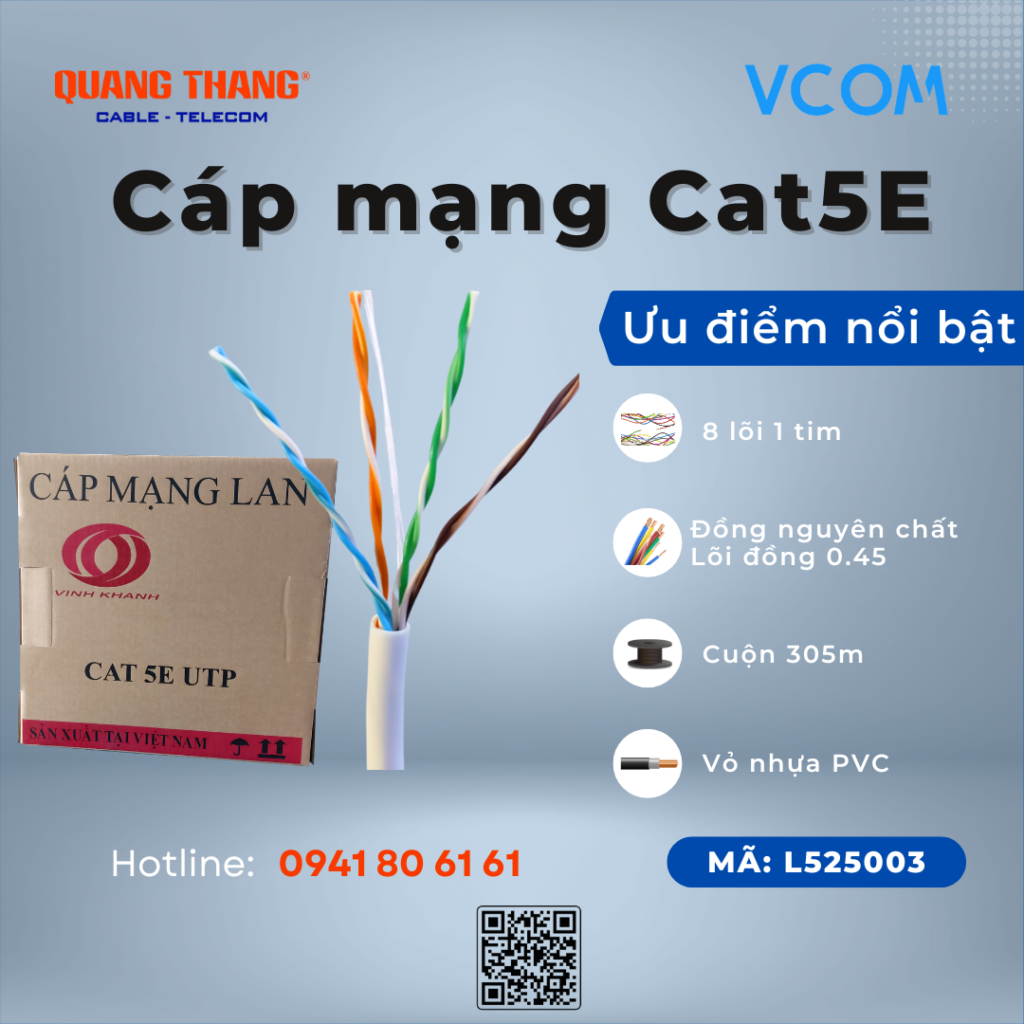 QUANG THANG®
CABLE - TELECOM
VCOM
Cáp mạng Cat5E
Ưu điểm nổi bật
8 lõi 1 tim
Đồng nguyên chất
Lõi đồng 0.45
Cuộn 305m
Vỏ nhựa PVC
CÁP MẠNG LAN
VINH KHANH
CAT 5E UTP
SẢN XUẤT TẠI VIỆT NAM
Hotline: 0941 80 61 61
MÃ: L525003